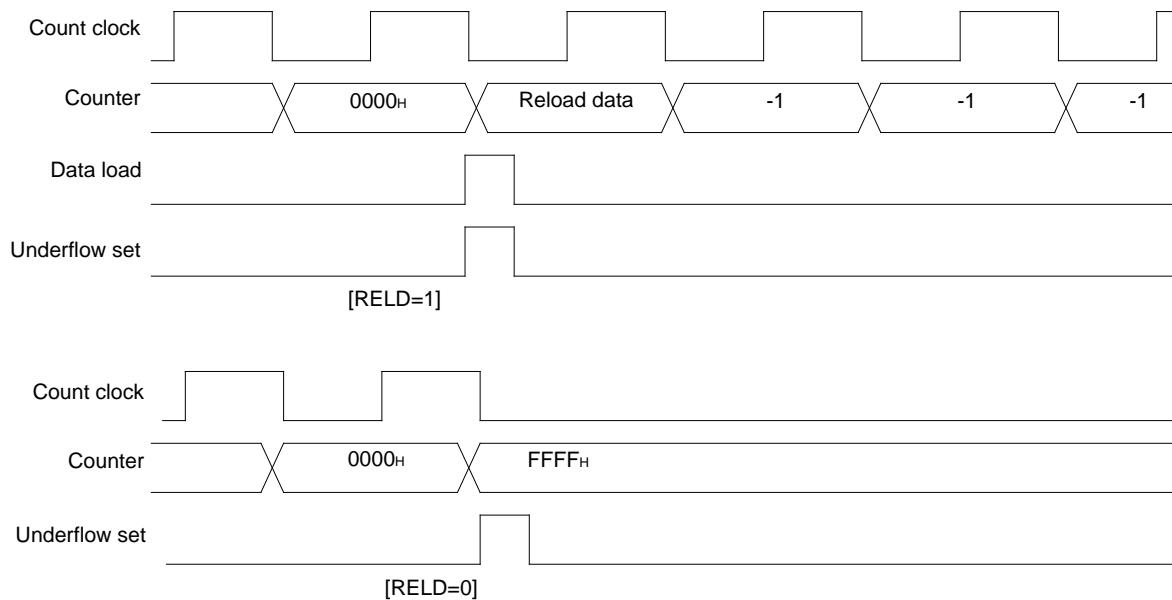 Count clock
Counter 0000H Reload data -1 -1 -1
Data load
Underflow set
[RELD=1]
Count clock
Counter 0000H FFFFH
Underflow set
[RELD=0]